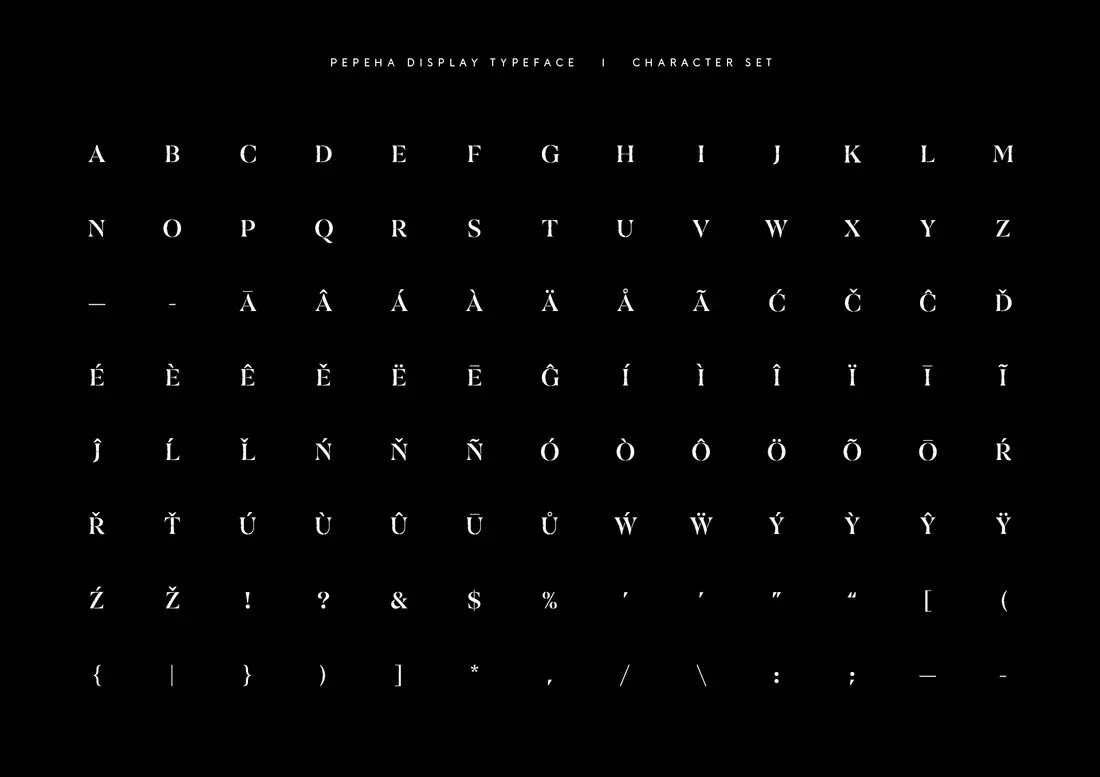 PEPEHA DISPLAY TYPEFACE | CHARACTER SET
A B C D E F G H I J K L M
N O P Q R S T U V W X Y Z
— - Ā Â Á À Ä Å Ã Ć Č Ĉ Ď
É È Ê Ě Ë Ē Ĝ Í Ì Î Ï Ī Ĩ
Ĵ Ĺ Ľ Ń Ň Ñ Ó Ò Ô Ö Õ Ō Ŕ
Ř Ť Ú Ù Û Ū Ů Ẃ Ẅ Ý Ỳ Ŷ Ÿ
Ź Ž ! ? & $ % ′ ′ ″ “ [ (
{ | } ) ] * , / \ : ; — -